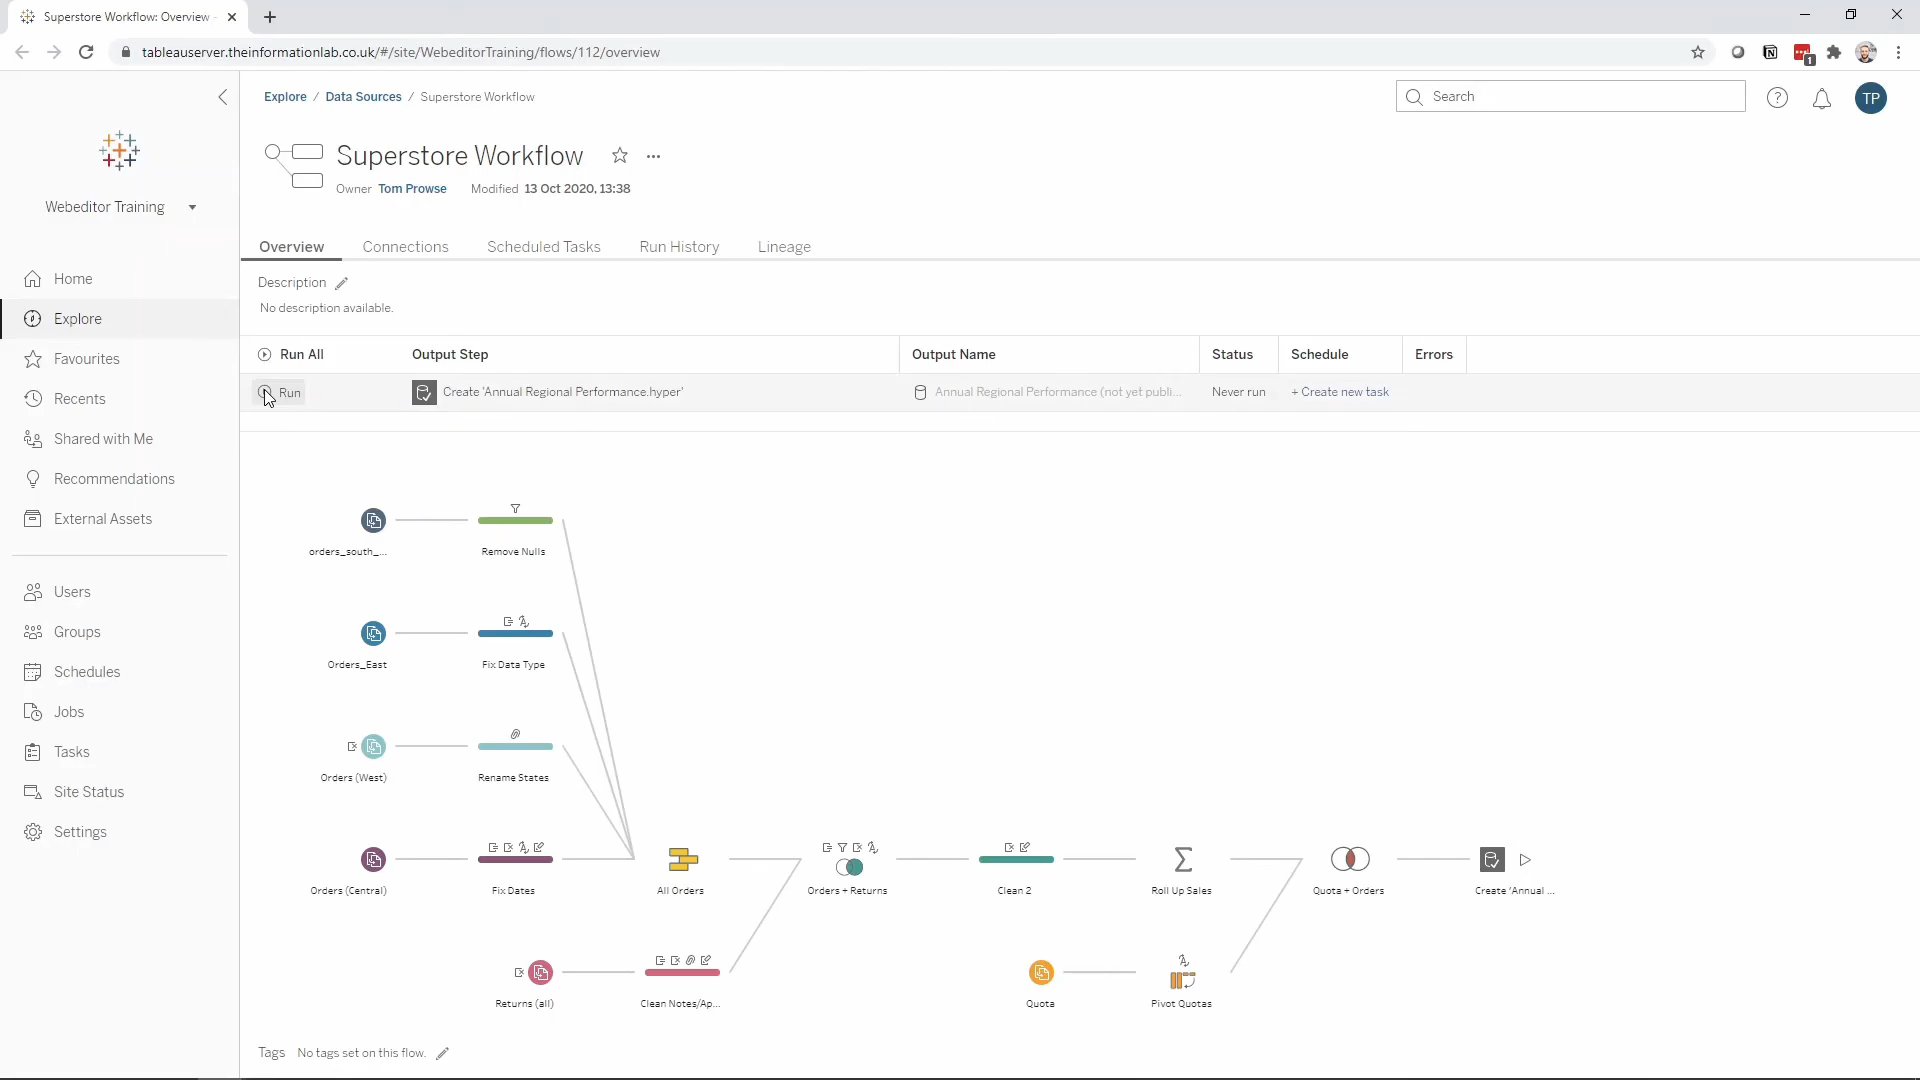 Superstore Workflow: Overview -
tableauserver.theinformationlab.co.uk/#/site/WebeditorTraining/flows/112/overview
1
Explore / Data Sources / Superstore Workflow
Search
TP
Superstore Workflow
Owner Tom Prowse Modified 13 Oct 2020, 13:38
Webeditor Training
Home
Explore
Favourites
Recents
Shared with Me
Recommendations
External Assets
Users
Groups
Schedules
Jobs
Tasks
Site Status
Settings
Overview Connections Scheduled Tasks Run History Lineage
Description
No description available.
Run All Output Step Output Name Status Schedule Errors
Run Create 'Annual Regional Performance.hyper' Annual Regional Performance (not yet publi... Never run + Create new task
orders_south_... Remove Nulls
Orders_East Fix Data Type
Orders (West) Rename States
Orders (Central) Fix Dates All Orders Orders + Returns Clean 2 Roll Up Sales Quota + Orders Create 'Annual ...
Returns (all) Clean Notes/Ap... Quota Pivot Quotas
Tags No tags set on this flow.